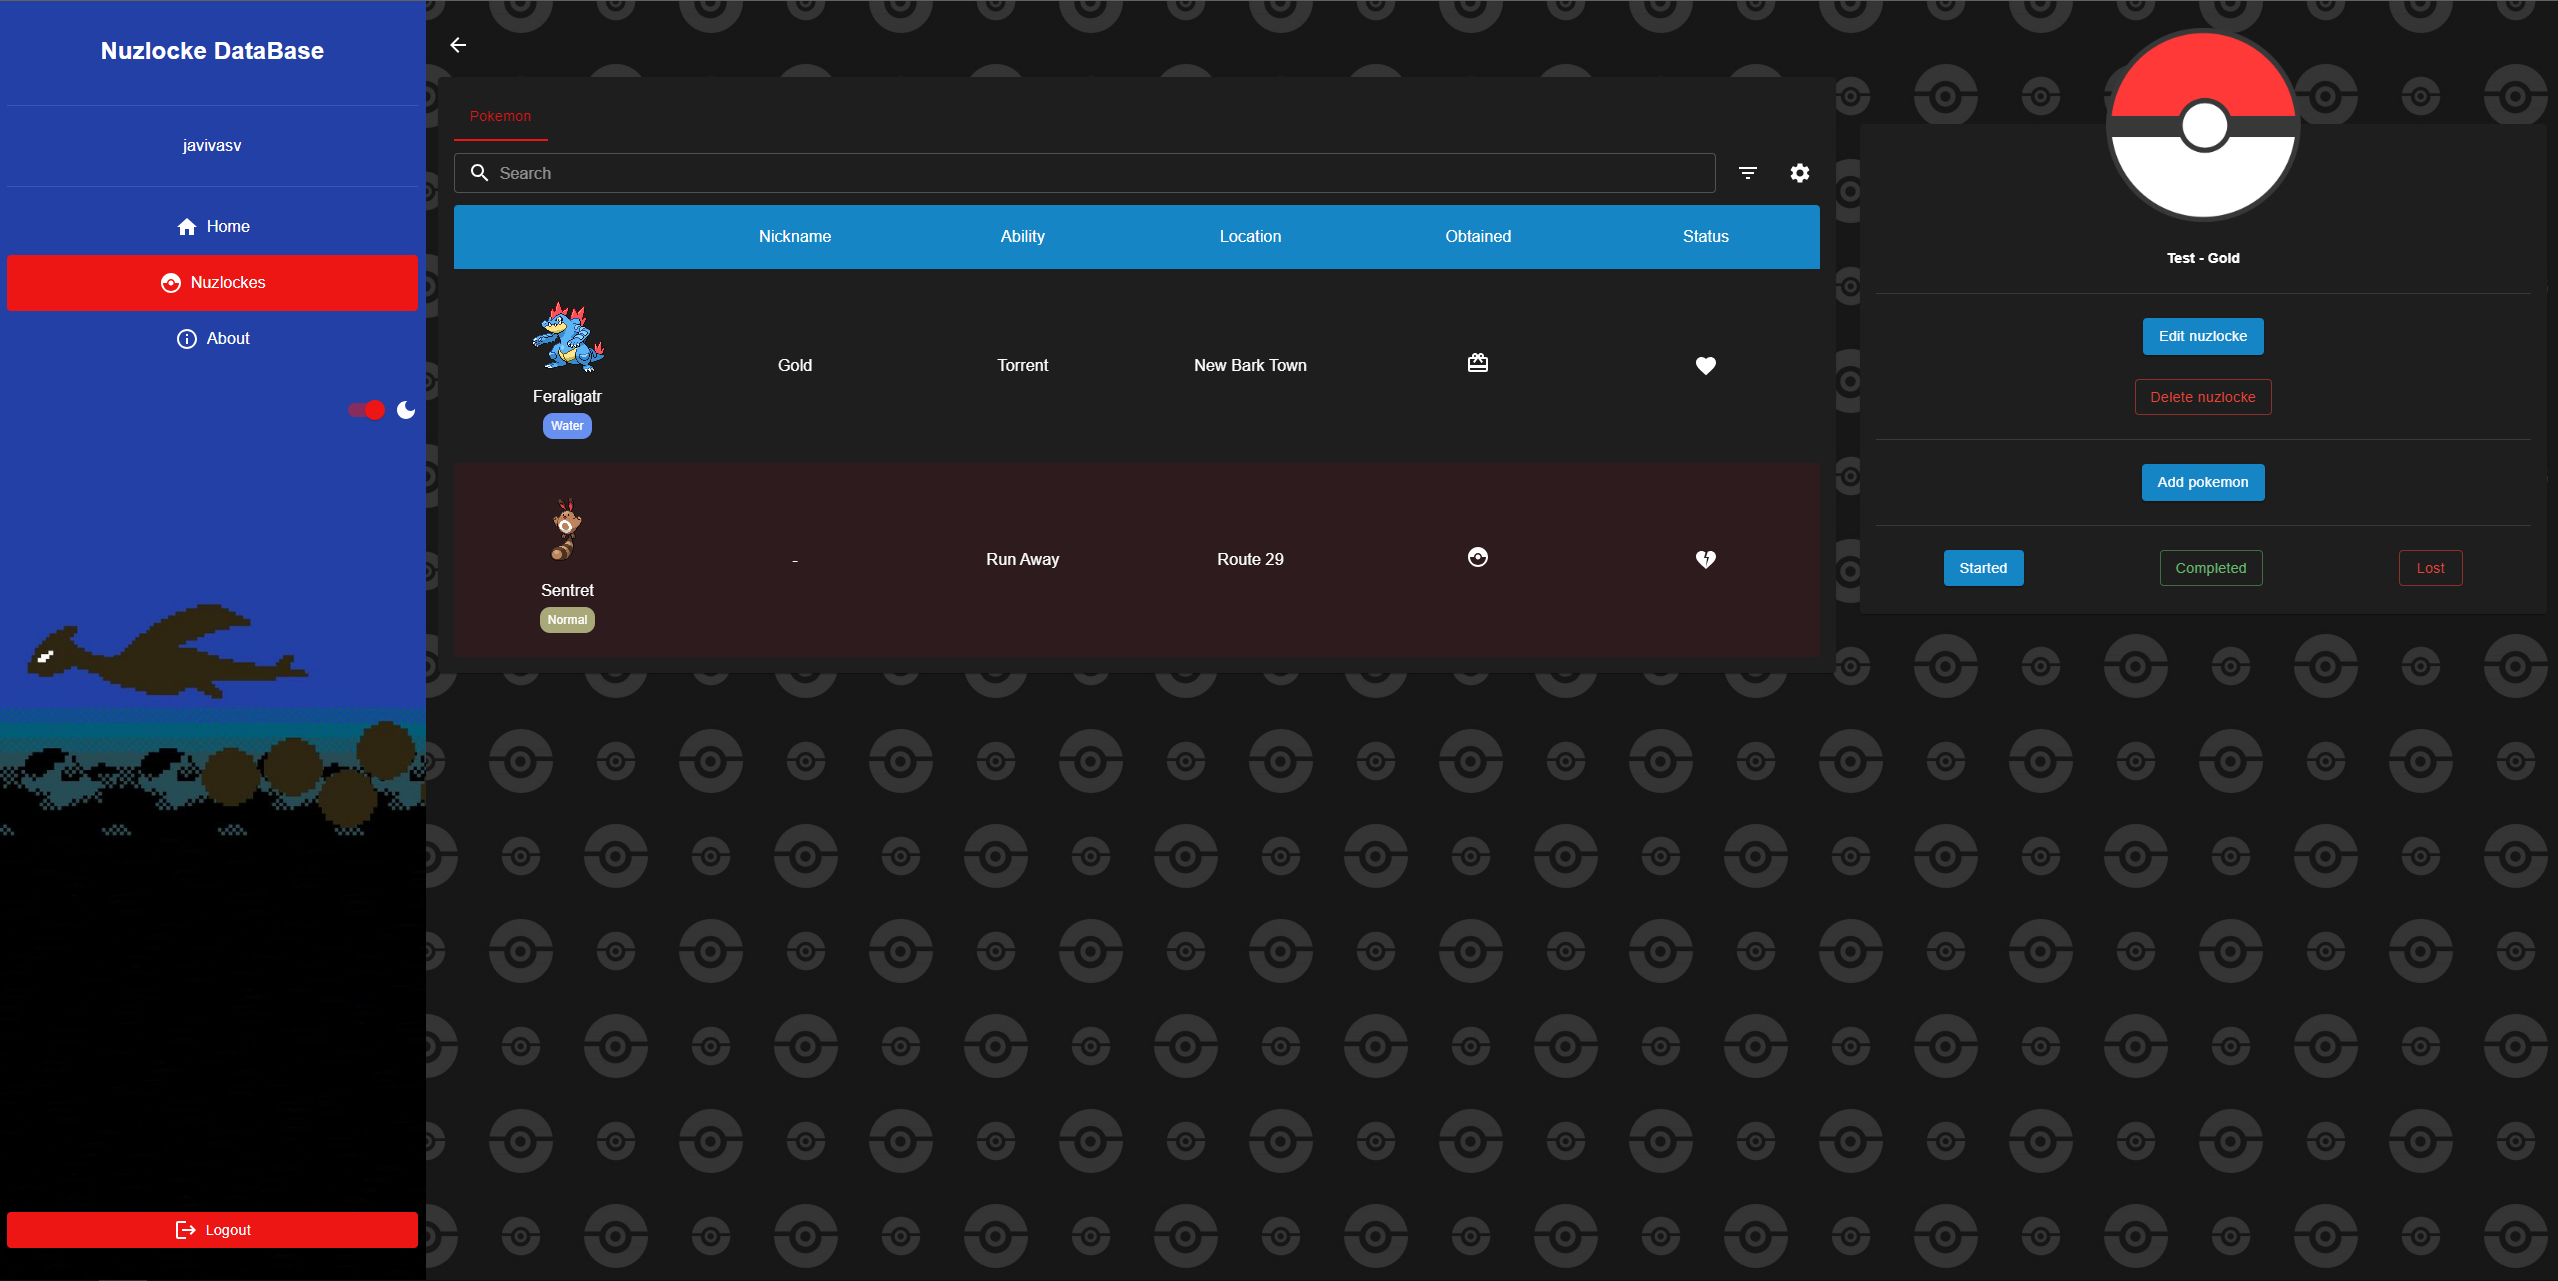 Nuzlocke DataBase
javivasv
Home
Nuzlockes
About
Logout
Pokemon
Search
Nickname Ability Location Obtained Status
Feraligatr
Water
Gold Torrent New Bark Town
Sentret
Normal
- Run Away Route 29
Test - Gold
Edit nuzlocke
Delete nuzlocke
Add pokemon
Started Completed Lost